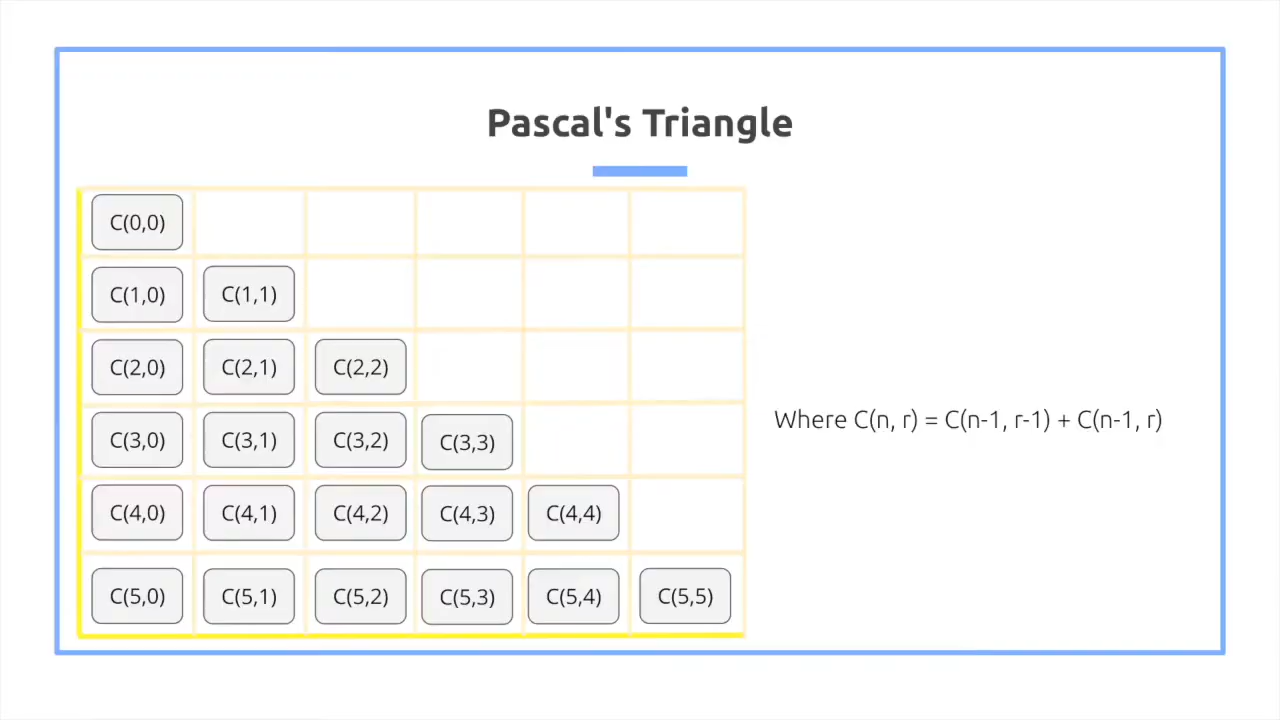 Pascal's Triangle
C(0,0)
C(1,0) C(1,1)
C(2,0) C(2,1) C(2,2)
C(3,0) C(3,1) C(3,2) C(3,3)
C(4,0) C(4,1) C(4,2) C(4,3) C(4,4)
C(5,0) C(5,1) C(5,2) C(5,3) C(5,4) C(5,5)
Where C(n, r) = C(n-1, r-1) + C(n-1, r)